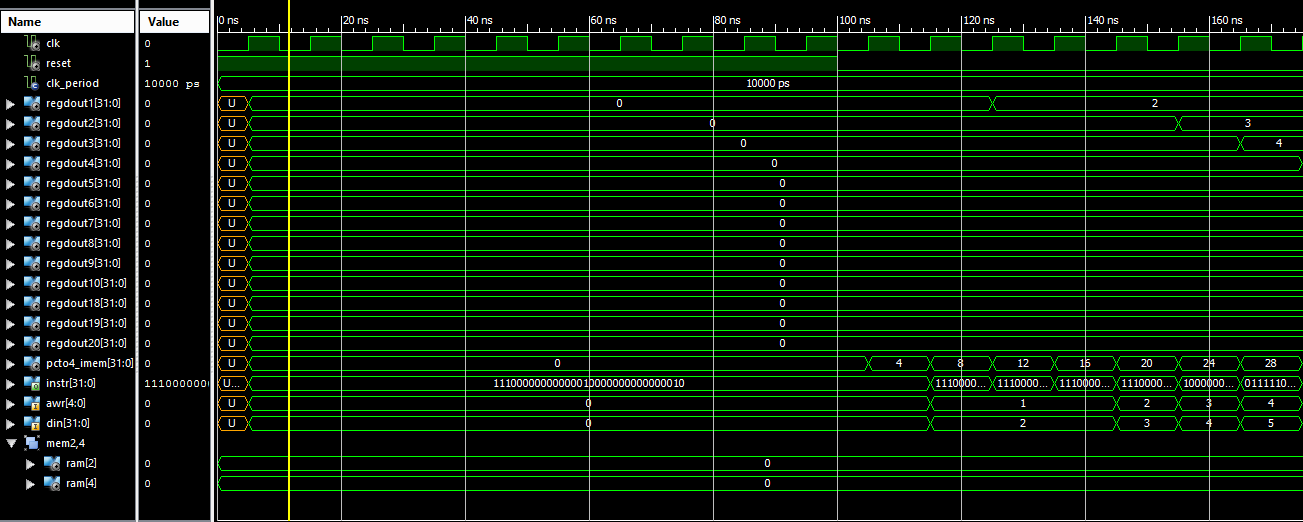 Name Value 0 ns 20 ns 40 ns 60 ns 80 ns 100 ns 120 ns 140 ns 160 ns
clk 0
reset 1
clk_period 10000 ps 10000 ps
regdout1[31:0] 0 U 0 2
regdout2[31:0] 0 U 0 3
regdout3[31:0] 0 U 0 4
regdout4[31:0] 0 U 0
regdout5[31:0] 0 U 0
regdout6[31:0] 0 U 0
regdout7[31:0] 0 U 0
regdout8[31:0] 0 U 0
regdout9[31:0] 0 U 0
regdout10[31:0] 0 U 0
regdout18[31:0] 0 U 0
regdout19[31:0] 0 U 0
regdout20[31:0] 0 U 0
pcto4_imem[31:0] 0 U 0 4 8 12 16 20 24 28
instr[31:0] 1110000000 U... 11100000000000010000000000000010 1110000... 1110000... 1110000... 1110000... 1000000... 0111110...
awr[4:0] 0 U 0 1 2 3 4
din[31:0] 0 U 0 2 3 4 5
mem2,4
ram[2] 0 0
ram[4] 0 0